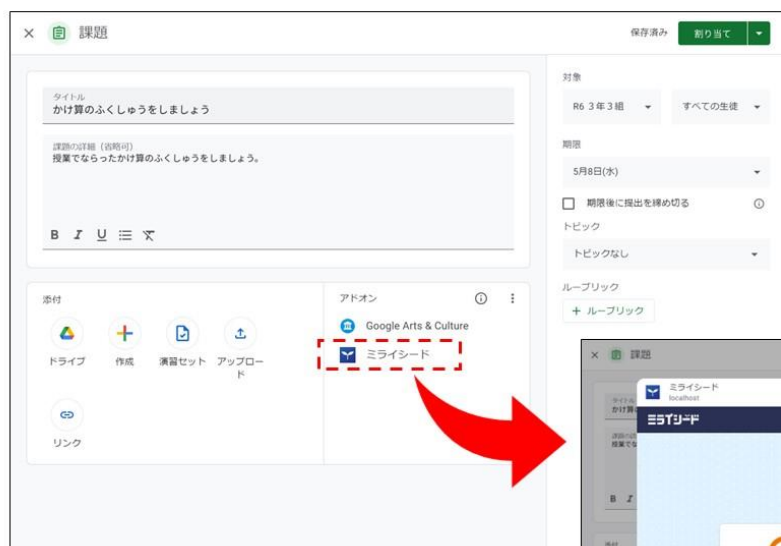 課題
保存済み
割り当て
タイトル
かけ算のふくしゅうをしましょう
課題の詳細（省略可）
授業でならったかけ算のふくしゅうをしましょう。
B I U
添付
ドライブ
作成
演習セット
アップロード
リンク
アドオン
Google Arts & Culture
ミライシード
対象
R6 3年3組
すべての生徒
期限
5月8日(水)
期限後に提出を締め切る
トピック
トピックなし
ルーブリック
+ ルーブリック
課題
ミライシード
localhost
ミライシード
タイトル
かけ算
B I
添付